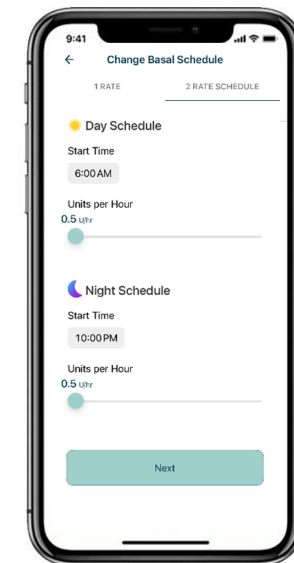 9:41
Change Basal Schedule
1 RATE 2 RATE SCHEDULE
Day Schedule
Start Time
6:00 AM
Units per Hour
0.5 U/hr
Night Schedule
Start Time
10:00 PM
Units per Hour
0.5 U/hr
Next